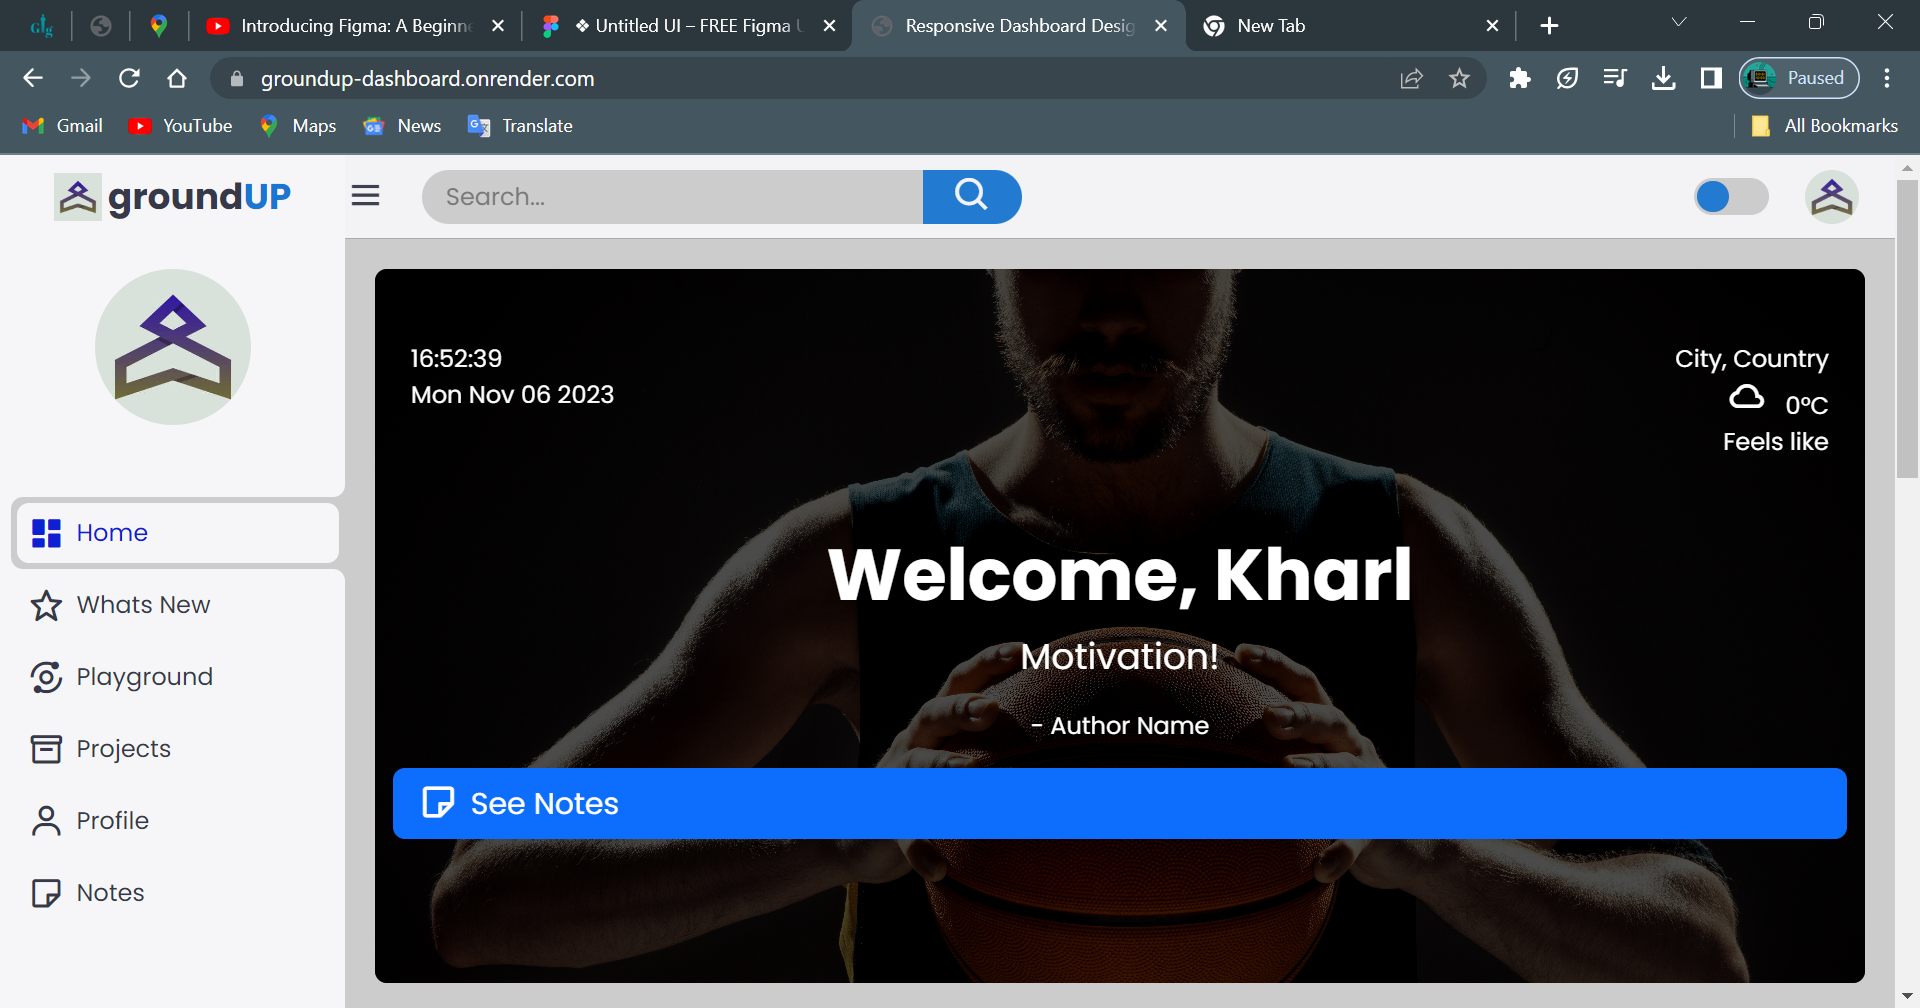 Introducing Figma: A Beginne
❖ Untitled UI – FREE Figma U
Responsive Dashboard Desig
New Tab
groundup-dashboard.onrender.com
Paused
Gmail
YouTube
Maps
News
Translate
All Bookmarks
groundUP
Search...
16:52:39
Mon Nov 06 2023
City, Country
0°C
Feels like
Welcome, Kharl
Motivation!
- Author Name
See Notes
Home
Whats New
Playground
Projects
Profile
Notes